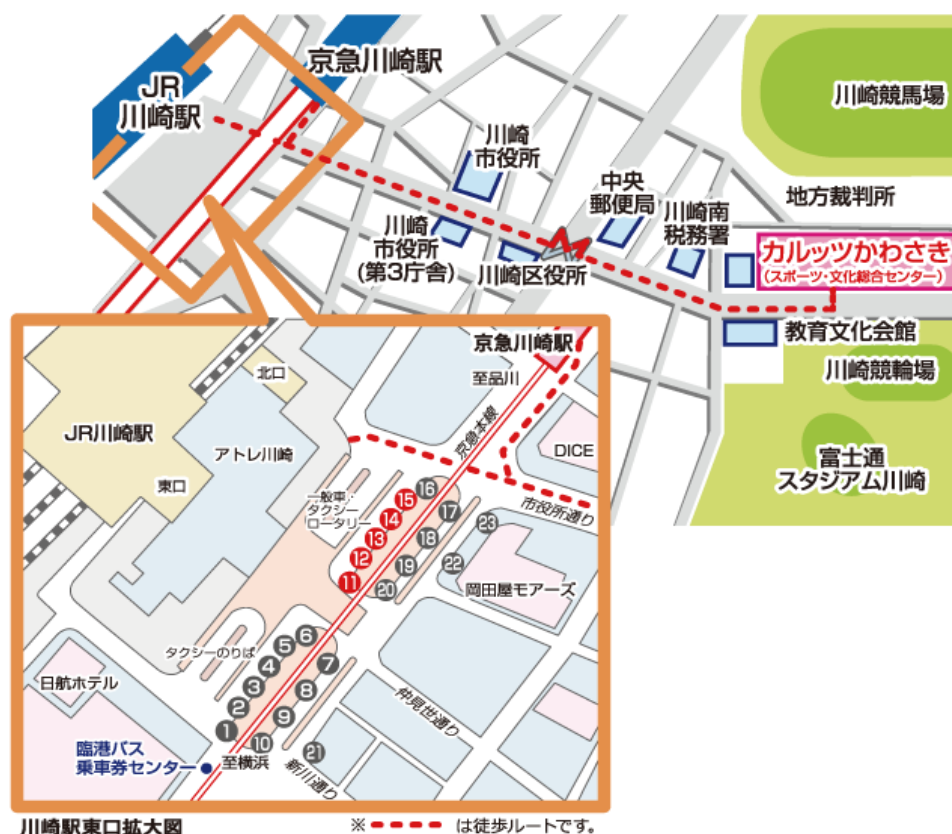 京急川崎駅
JR
川崎駅
川崎競馬場
川崎
市役所
中央
郵便局
地方裁判所
川崎南
税務署
川崎
市役所
(第3庁舎)
川崎区役所
カルッツかわさき
(スポーツ・文化総合センター)
教育文化会館
川崎競輪場
富士通
スタジアム川崎
京急川崎駅
至品川
北口
京急本線
JR川崎駅
アトレ川崎
DICE
東口
一般車・
タクシー
ロータリー
市役所通り
16
15
17
14
23
13
18
12
19
22
11
20
岡田屋モアーズ
タクシーのりば
6
5
7
4
3
8
2
9
1
10
21
日航ホテル
仲見世通り
新川通り
臨港バス
乗車券センター
至横浜
川崎駅東口拡大図
※ は徒歩ルートです。